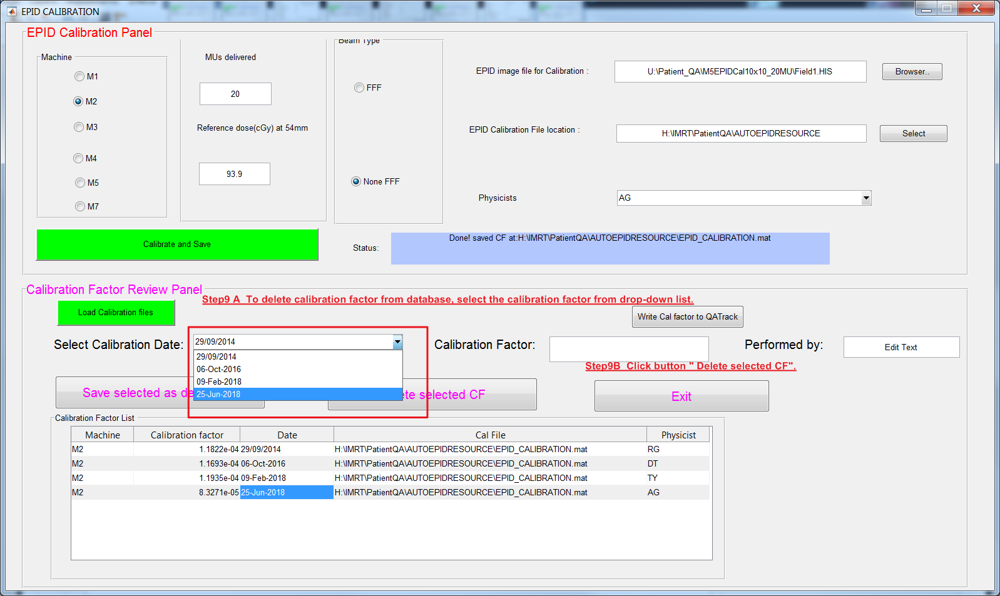 EPID CALIBRATION
EPID Calibration Panel
Machine
M1
M2
M3
M4
M5
M7
MUs delivered
20
Reference dose(cGy) at 54mm
93.9
Beam Type
FFF
None FFF
EPID image file for Calibration :
U:\Patient_QA\M5EPIDCal10x10_20MU\Field1.HIS
Browser..
EPID Calibration File location :
H:\IMRT\PatientQA\AUTOEPIDRESOURCE
Select
Physicists
AG
Calibrate and Save
Status:
Done! saved CF at:H:\IMRT\PatientQA\AUTOEPIDRESOURCE\EPID_CALIBRATION.mat
Calibration Factor Review Panel
Step9 A  To delete calibration factor from database, select the calibration factor from drop-down list.
Load Calibration files
Write Cal factor to QATrack
Select Calibration Date:
29/09/2014
29/09/2014
06-Oct-2016
09-Feb-2018
25-Jun-2018
Calibration Factor:
Performed by:
Edit Text
Step9B  Click button " Delete selected CF".
Save selected as de
te selected CF
Exit
Calibration Factor List
Machine Calibration factor Date Cal File Physicist
M2 1.1822e-04 29/09/2014 H:\IMRT\PatientQA\AUTOEPIDRESOURCE\EPID_CALIBRATION.mat RG
M2 1.1693e-04 06-Oct-2016 H:\IMRT\PatientQA\AUTOEPIDRESOURCE\EPID_CALIBRATION.mat DT
M2 1.1935e-04 09-Feb-2018 H:\IMRT\PatientQA\AUTOEPIDRESOURCE\EPID_CALIBRATION.mat TY
M2 8.3271e-05 25-Jun-2018 H:\IMRT\PatientQA\AUTOEPIDRESOURCE\EPID_CALIBRATION.mat AG